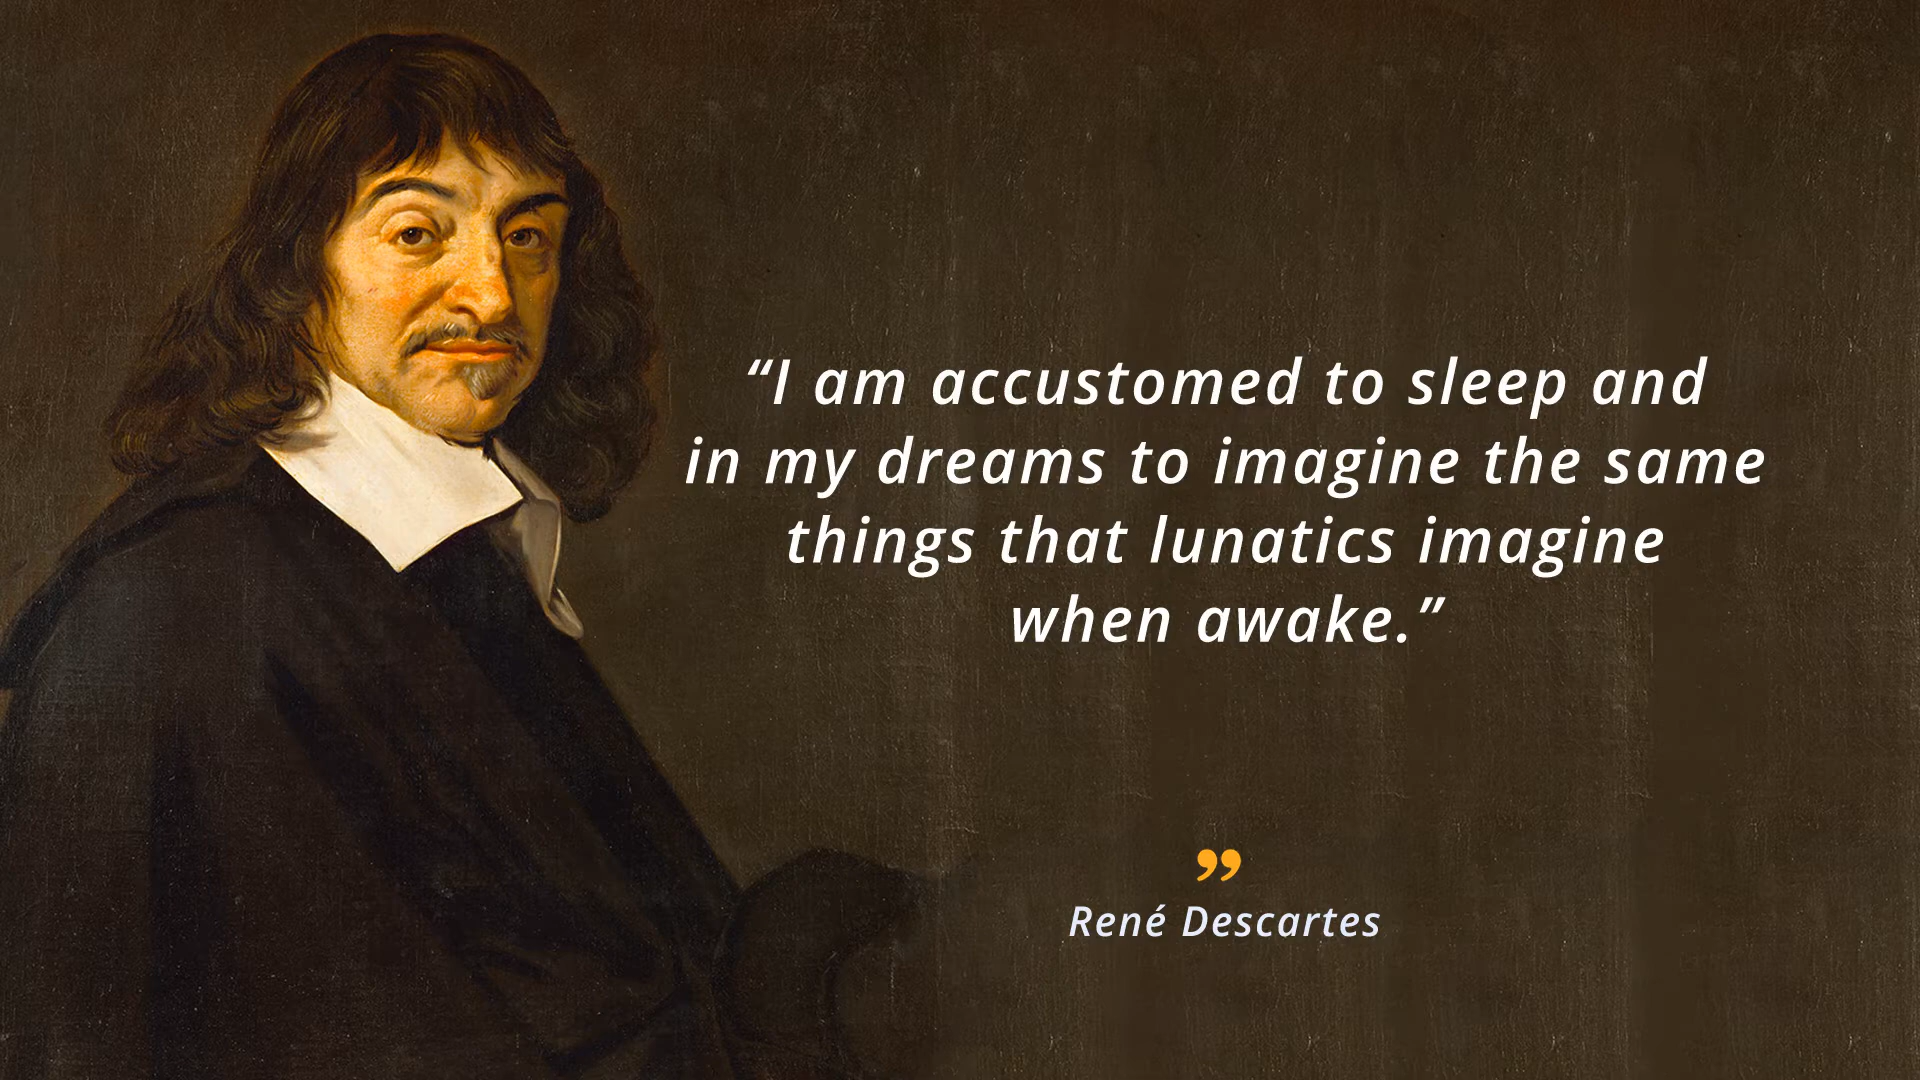 “I am accustomed to sleep and
in my dreams to imagine the same
things that lunatics imagine
when awake.”
”
René Descartes